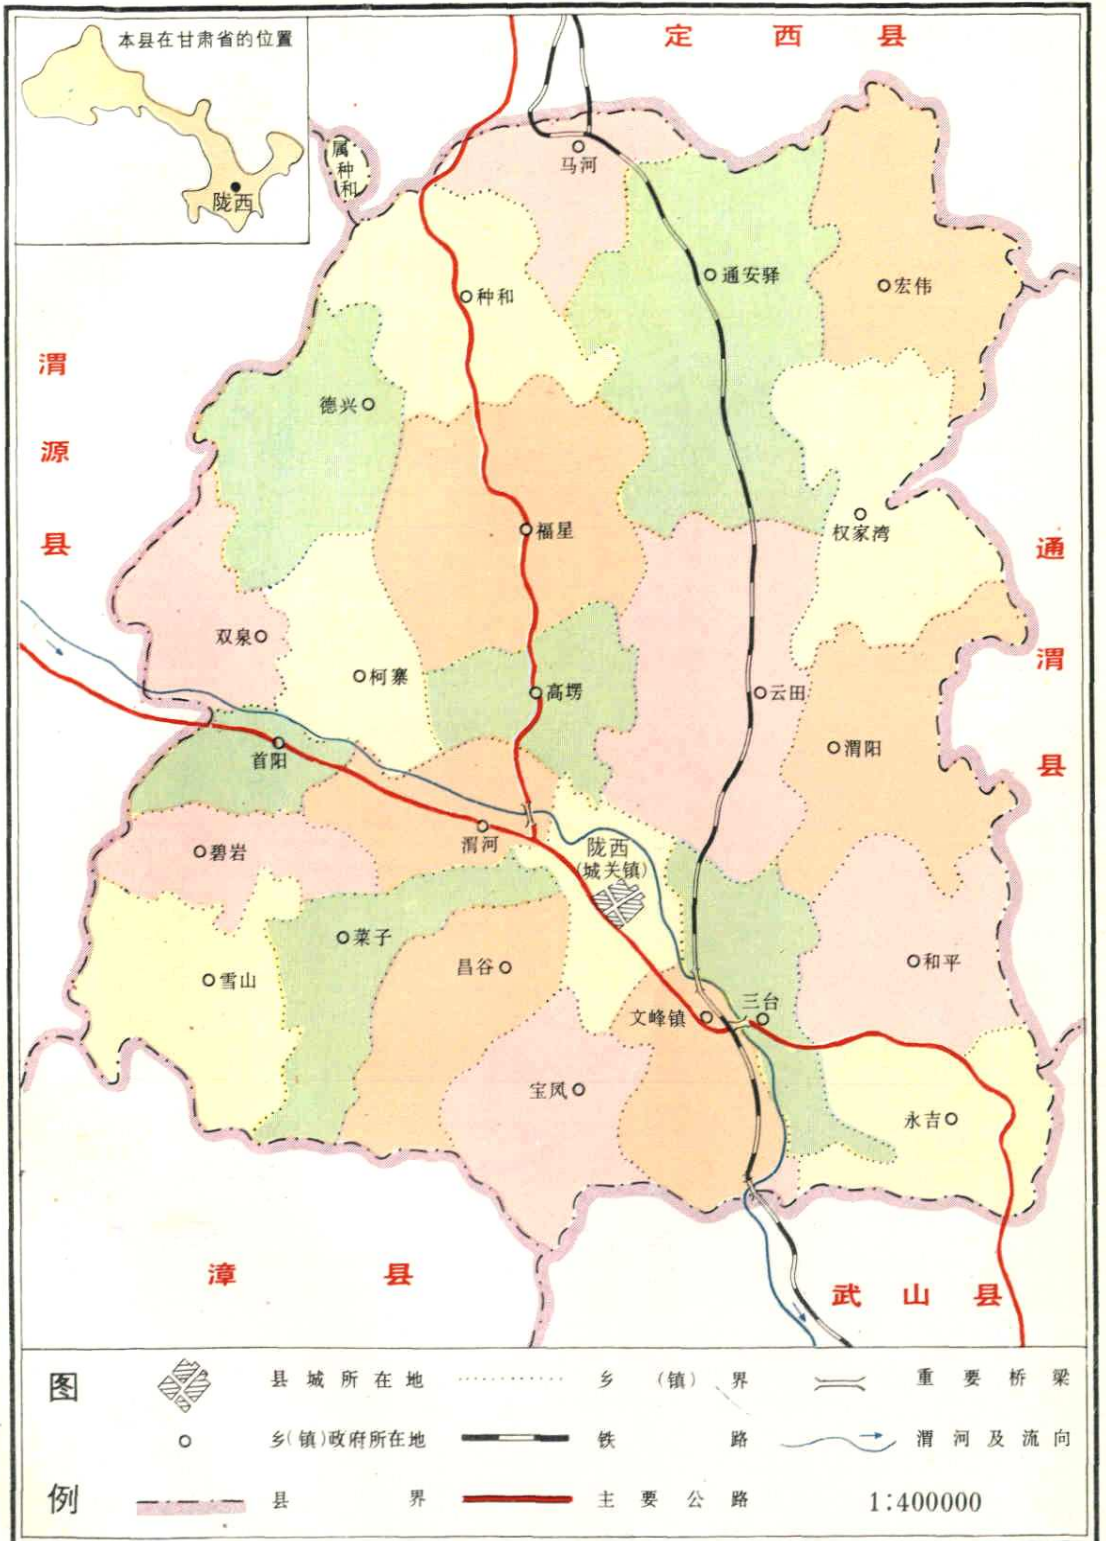 本县在甘肃省的位置
陇西
定西县
属种和
马河
通安驿
宏伟
种和
渭源县
德兴
福星
权家湾
通渭县
双泉
柯寨
高塄
云田
渭阳
首阳
渭河
陇西
(城关镇)
碧岩
菜子
昌谷
雪山
和平
文峰镇
三台
宝凤
永吉
漳县
武山县
图例
县城所在地
乡(镇)界
重要桥梁
乡(镇)政府所在地
铁路
渭河及流向
县界
主要公路
1:400000